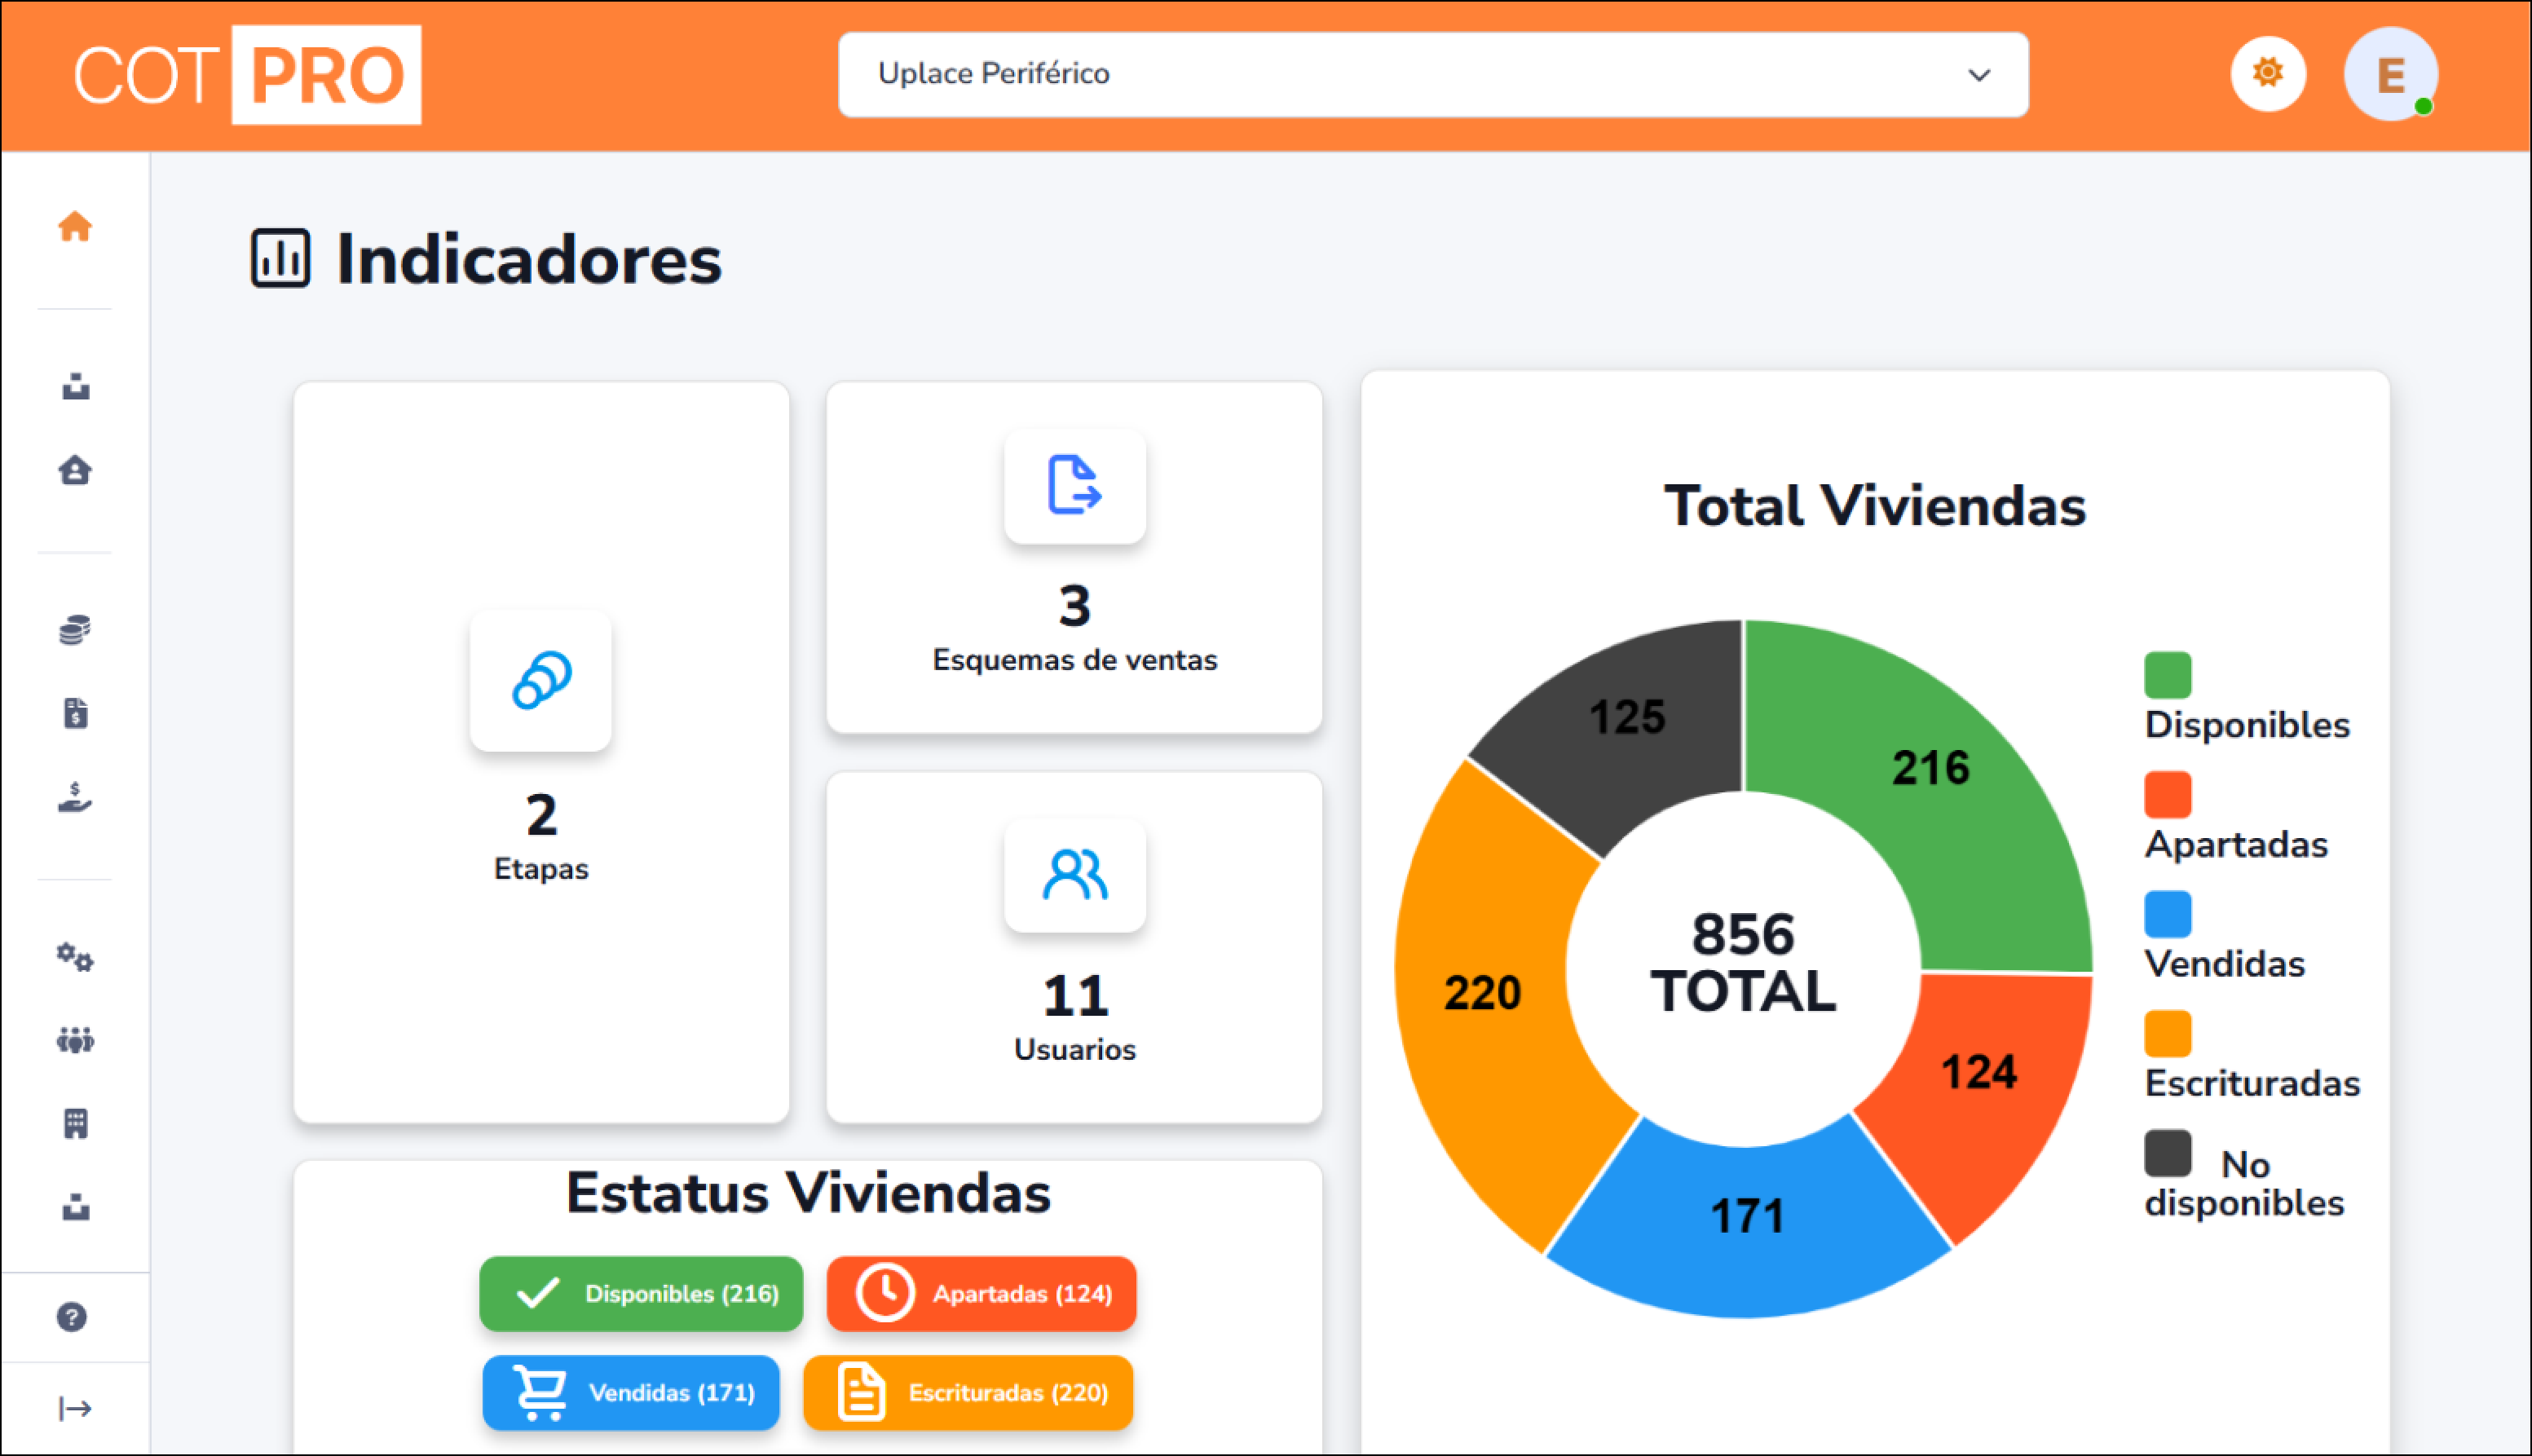 COT PRO
Uplace Periférico
E
Indicadores
2
Etapas
3
Esquemas de ventas
11
Usuarios
Total Viviendas
125
216
220
124
171
856
TOTAL
Disponibles
Apartadas
Vendidas
Escrituradas
No
disponibles
Estatus Viviendas
Disponibles (216)
Apartadas (124)
Vendidas (171)
Escrituradas (220)